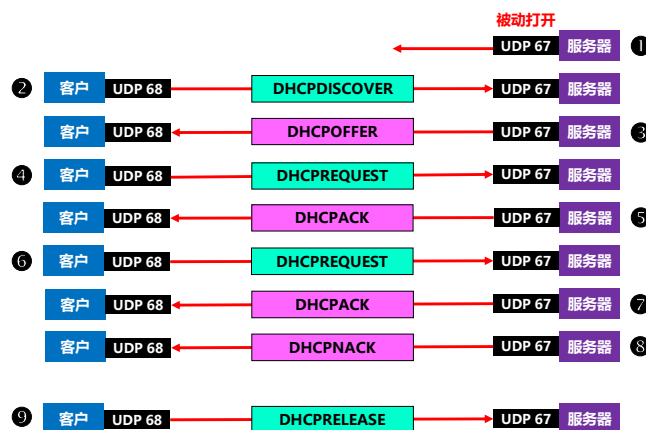 被动打开
UDP 67 服务器 ❶
❷ 客户 UDP 68 DHCPDISCOVER UDP 67 服务器
客户 UDP 68 DHCPOFFER UDP 67 服务器 ❸
❹ 客户 UDP 68 DHCPREQUEST UDP 67 服务器
客户 UDP 68 DHCPACK UDP 67 服务器 ❺
❻ 客户 UDP 68 DHCPREQUEST UDP 67 服务器
客户 UDP 68 DHCPACK UDP 67 服务器 ❼
客户 UDP 68 DHCPNACK UDP 67 服务器 ❽
❾ 客户 UDP 68 DHCPRELEASE UDP 67 服务器